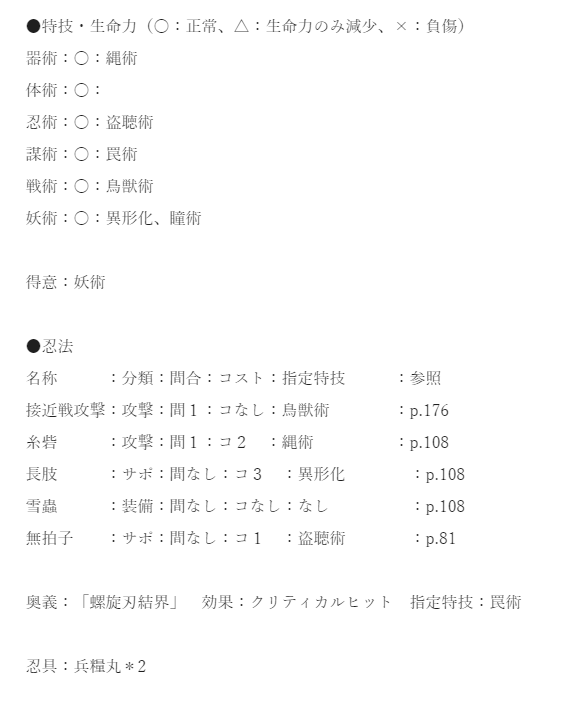 ●特技・生命力（〇：正常、△：生命力のみ減少、×：負傷）
器術：〇：縄術
体術：〇：
忍術：〇：盗聴術
謀術：〇：罠術
戦術：〇：鳥獣術
妖術：〇：異形化、瞳術
得意：妖術
●忍法
名称　　　：分類：間合：コスト：指定特技　　　：参照
接近戦攻撃：攻撃：間１：コなし：鳥獣術　　　　：p.176
糸砦　　　：攻撃：間１：コ２　：縄術　　　　　：p.108
長肢　　　：サポ：間なし：コ３　：異形化　　　　：p.108
雪蟲　　　：装備：間なし：コなし：なし　　　　　：p.108
無拍子　　：サポ：間なし：コ１　：盗聴術　　　　：p.81
奥義：「螺旋刃結界」　効果：クリティカルヒット　指定特技：罠術
忍具：兵糧丸＊2